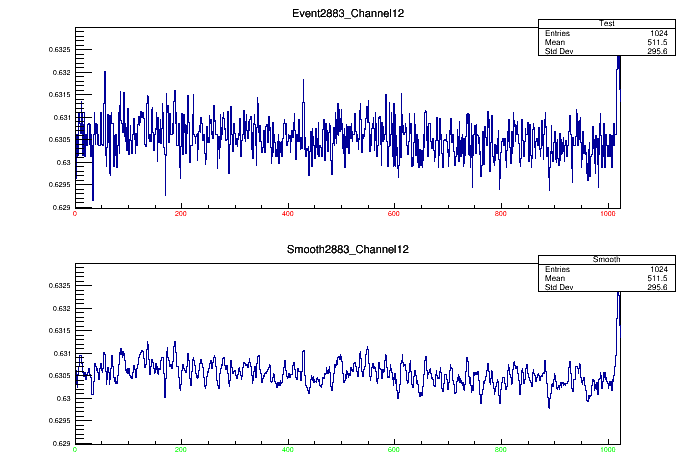 Event2883_Channel12
Test
Entries 1024
Mean 511.5
Std Dev 295.6
0.6325
0.632
0.6315
0.631
0.6305
0.63
0.6295
0.629
0 200 400 600 800 1000
Smooth2883_Channel12
Smooth
Entries 1024
Mean 511.5
Std Dev 295.6
0.6325
0.632
0.6315
0.631
0.6305
0.63
0.6295
0.629
0 200 400 600 800 1000